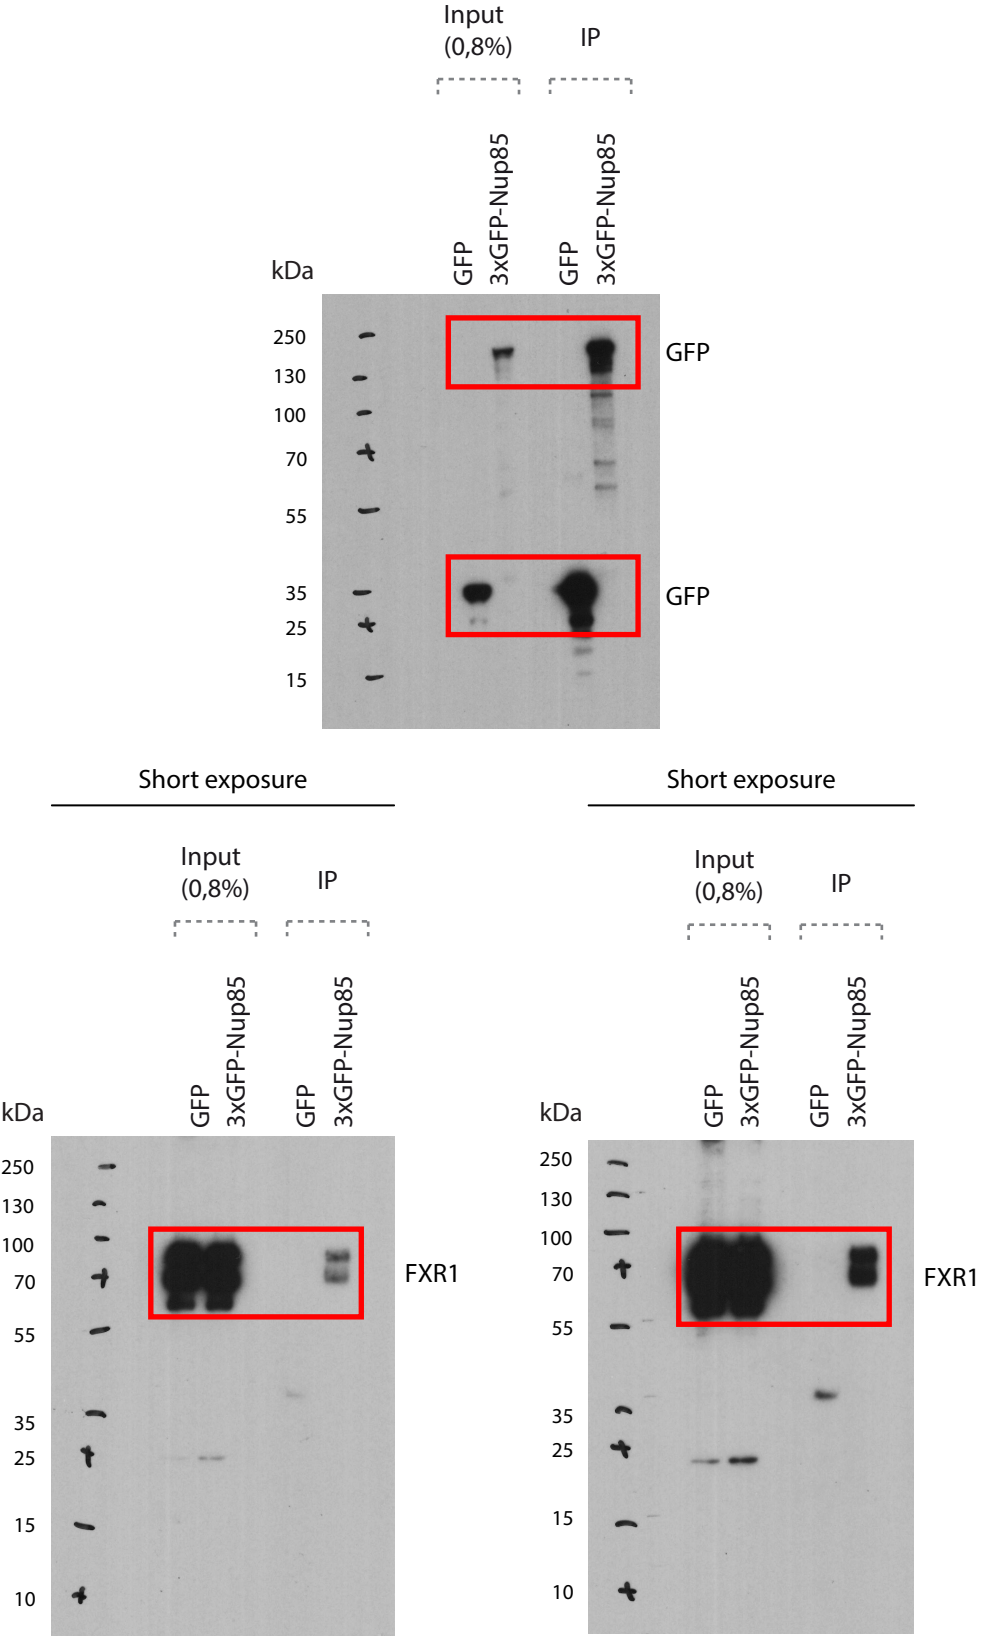 Input
(0,8%)
IP
GFP
3xGFP-Nup85
GFP
3xGFP-Nup85
kDa
250
130
100
70
55
35
25
15
GFP
GFP
Short exposure
Input
(0,8%)
IP
GFP
3xGFP-Nup85
GFP
3xGFP-Nup85
kDa
250
130
100
70
55
35
25
15
10
FXR1
Short exposure
Input
(0,8%)
IP
GFP
3xGFP-Nup85
GFP
3xGFP-Nup85
kDa
250
130
100
70
55
35
25
15
10
FXR1